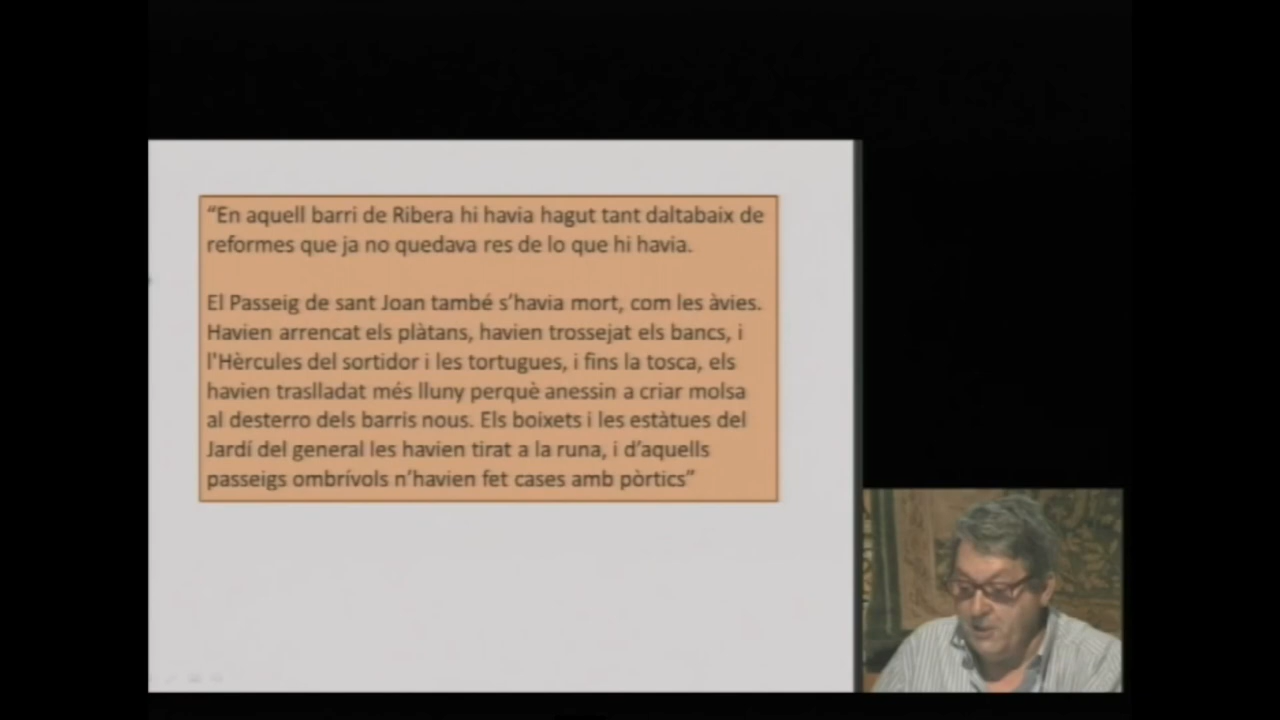 “En aquell barri de Ribera hi havia hagut tant daltabaix de
reformes que ja no quedava res de lo que hi havia.
El Passeig de sant Joan també s’havia mort, com les àvies.
Havien arrencat els plàtans, havien trossejat els bancs, i
l'Hèrcules del sortidor i les tortugues, i fins la tosca, els
havien traslladat més lluny perquè anessin a criar molsa
al desterro dels barris nous. Els boixets i les estàtues del
Jardí del general les havien tirat a la runa, i d’aquells
passeigs ombrívols n’havien fet cases amb pòrtics”